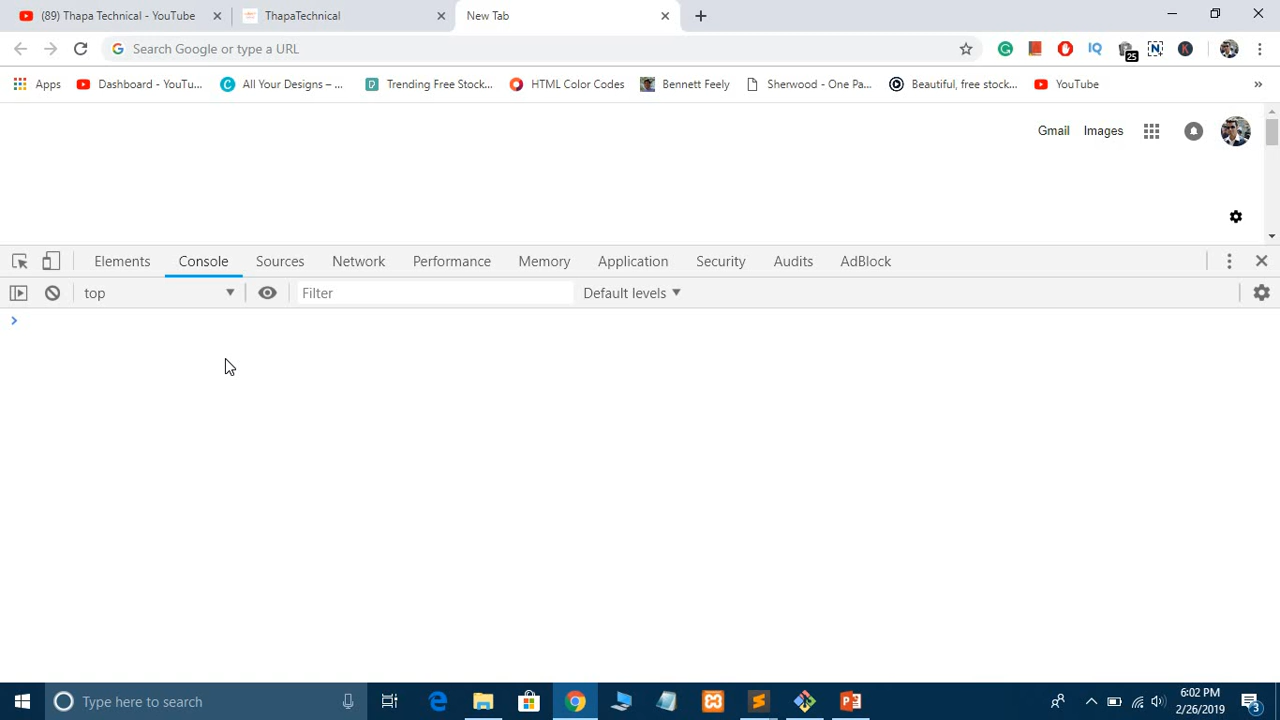 (89) Thapa Technical - YouTube
ThapaTechnical
New Tab
Search Google or type a URL
25
Apps
Dashboard - YouTu...
All Your Designs – ...
Trending Free Stock...
HTML Color Codes
Bennett Feely
Sherwood - One Pa...
Beautiful, free stock...
YouTube
Gmail
Images
Elements
Console
Sources
Network
Performance
Memory
Application
Security
Audits
AdBlock
top
Filter
Default levels
Type here to search
6:02 PM
2/26/2019
3